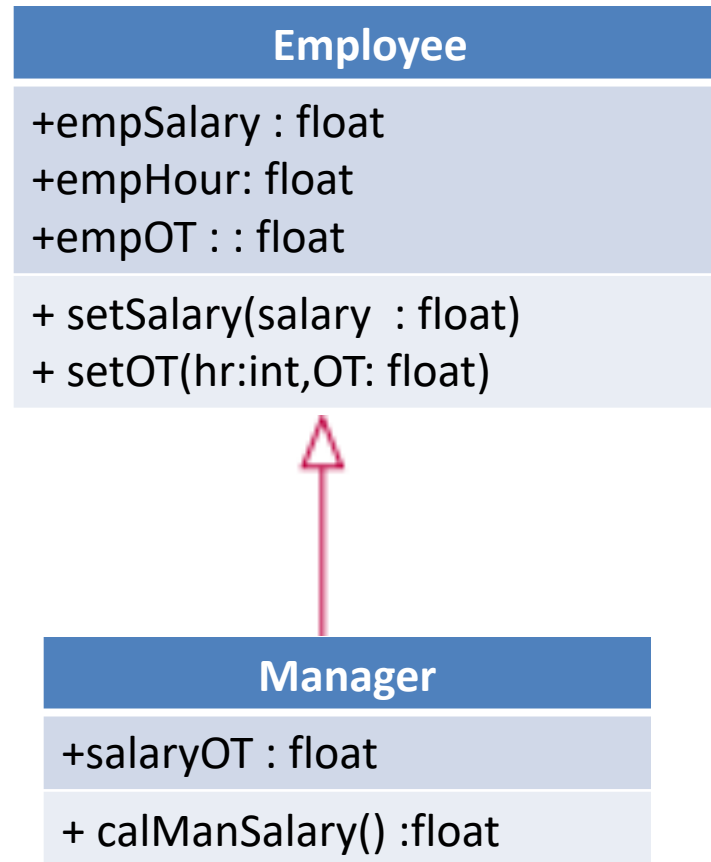 Employee
+empSalary : float
+empHour: float
+empOT : : float
+ setSalary(salary  : float)
+ setOT(hr:int,OT: float)
Manager
+salaryOT : float
+ calManSalary() :float